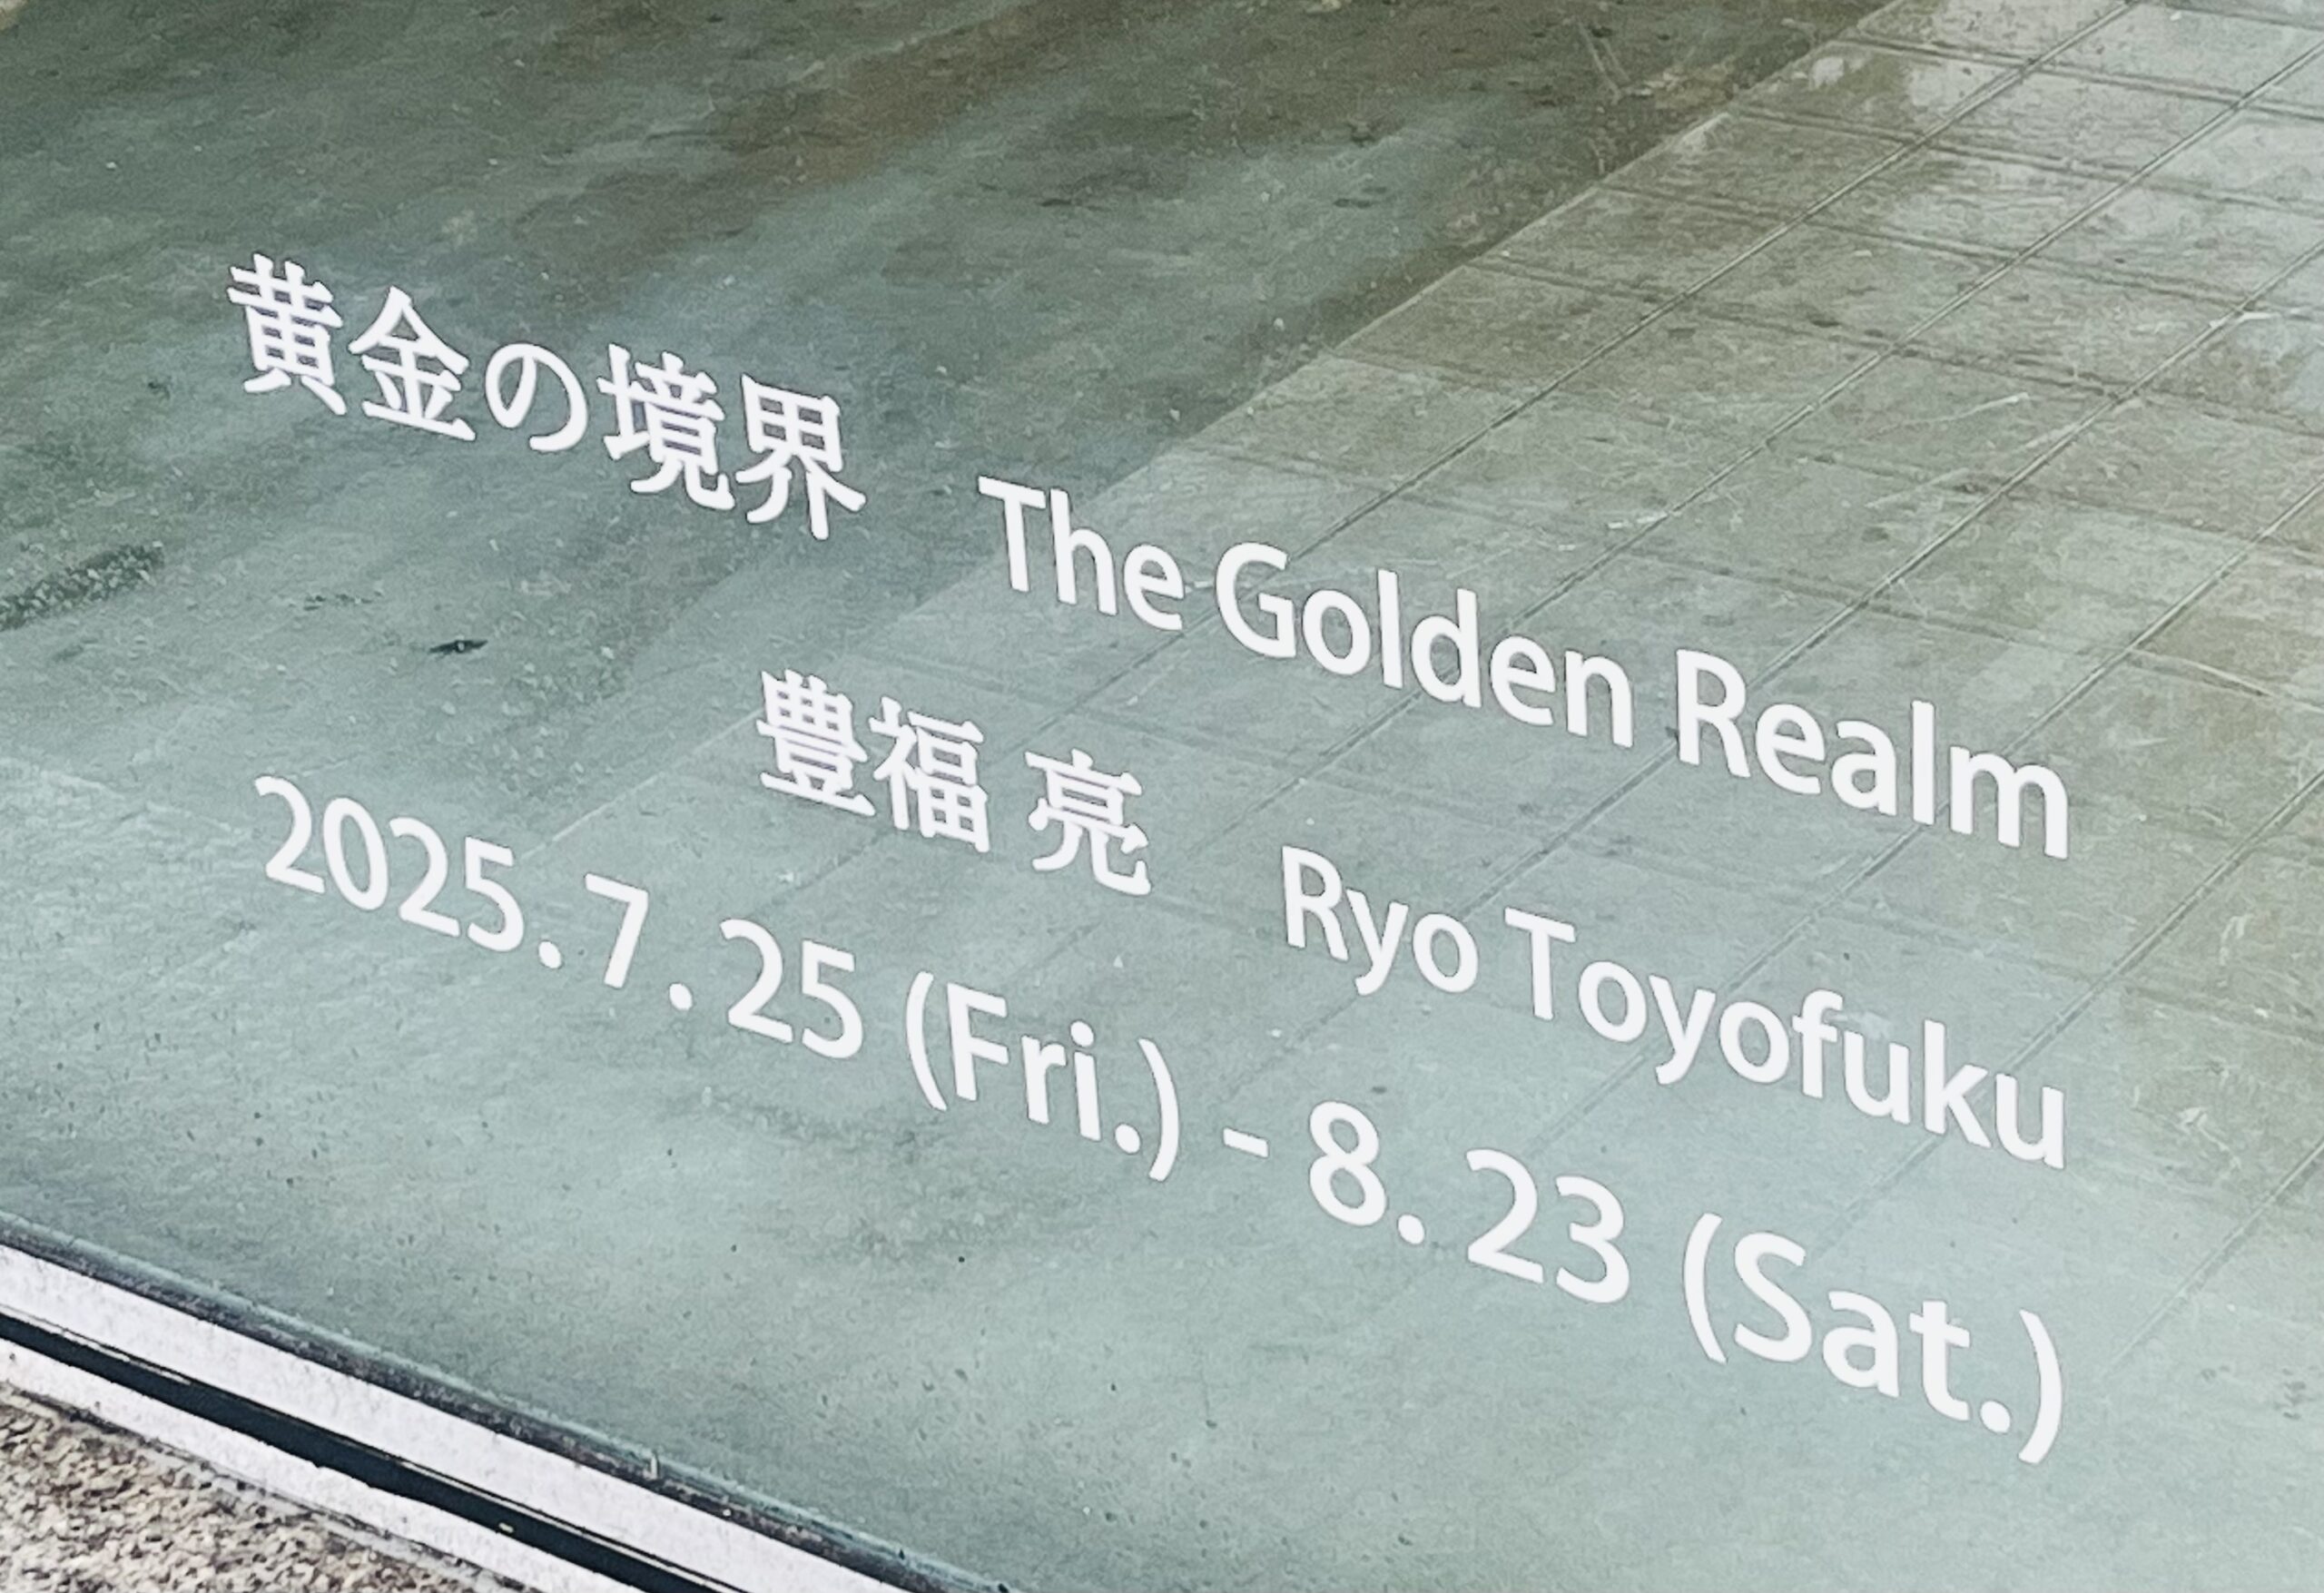 黄金の境界 The Golden Realm
豊福 亮 Ryo Toyofuku
2025.7.25 (Fri.) - 8.23 (Sat.)